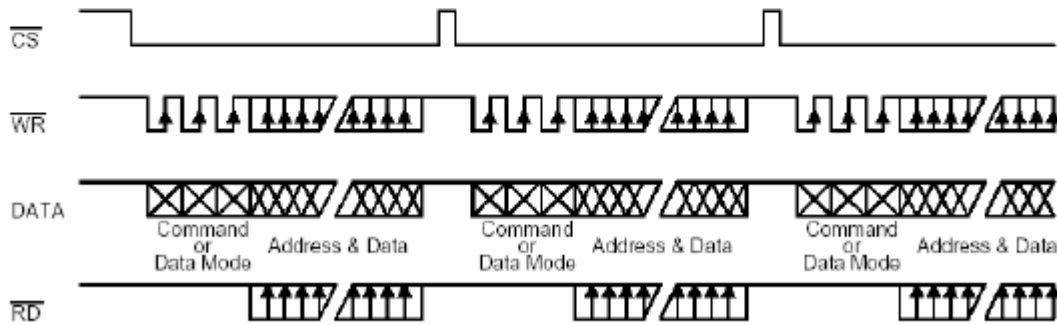 CS
WR
DATA
Command
or
Data Mode
Address & Data
Command
or
Data Mode
Address & Data
Command
or
Data Mode
Address & Data
RD